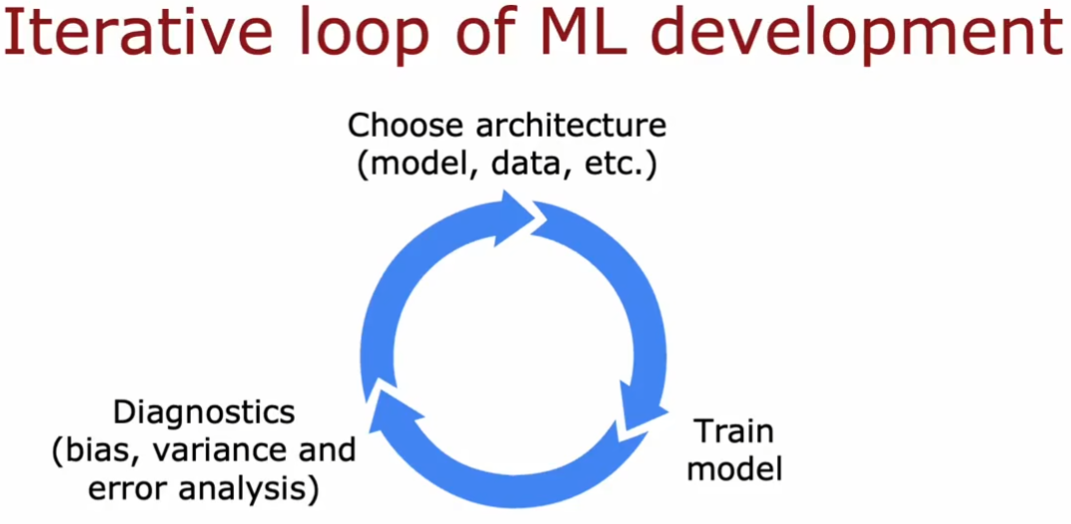 Iterative loop of ML development
Choose architecture
(model, data, etc.)
Train
model
Diagnostics
(bias, variance and
error analysis)